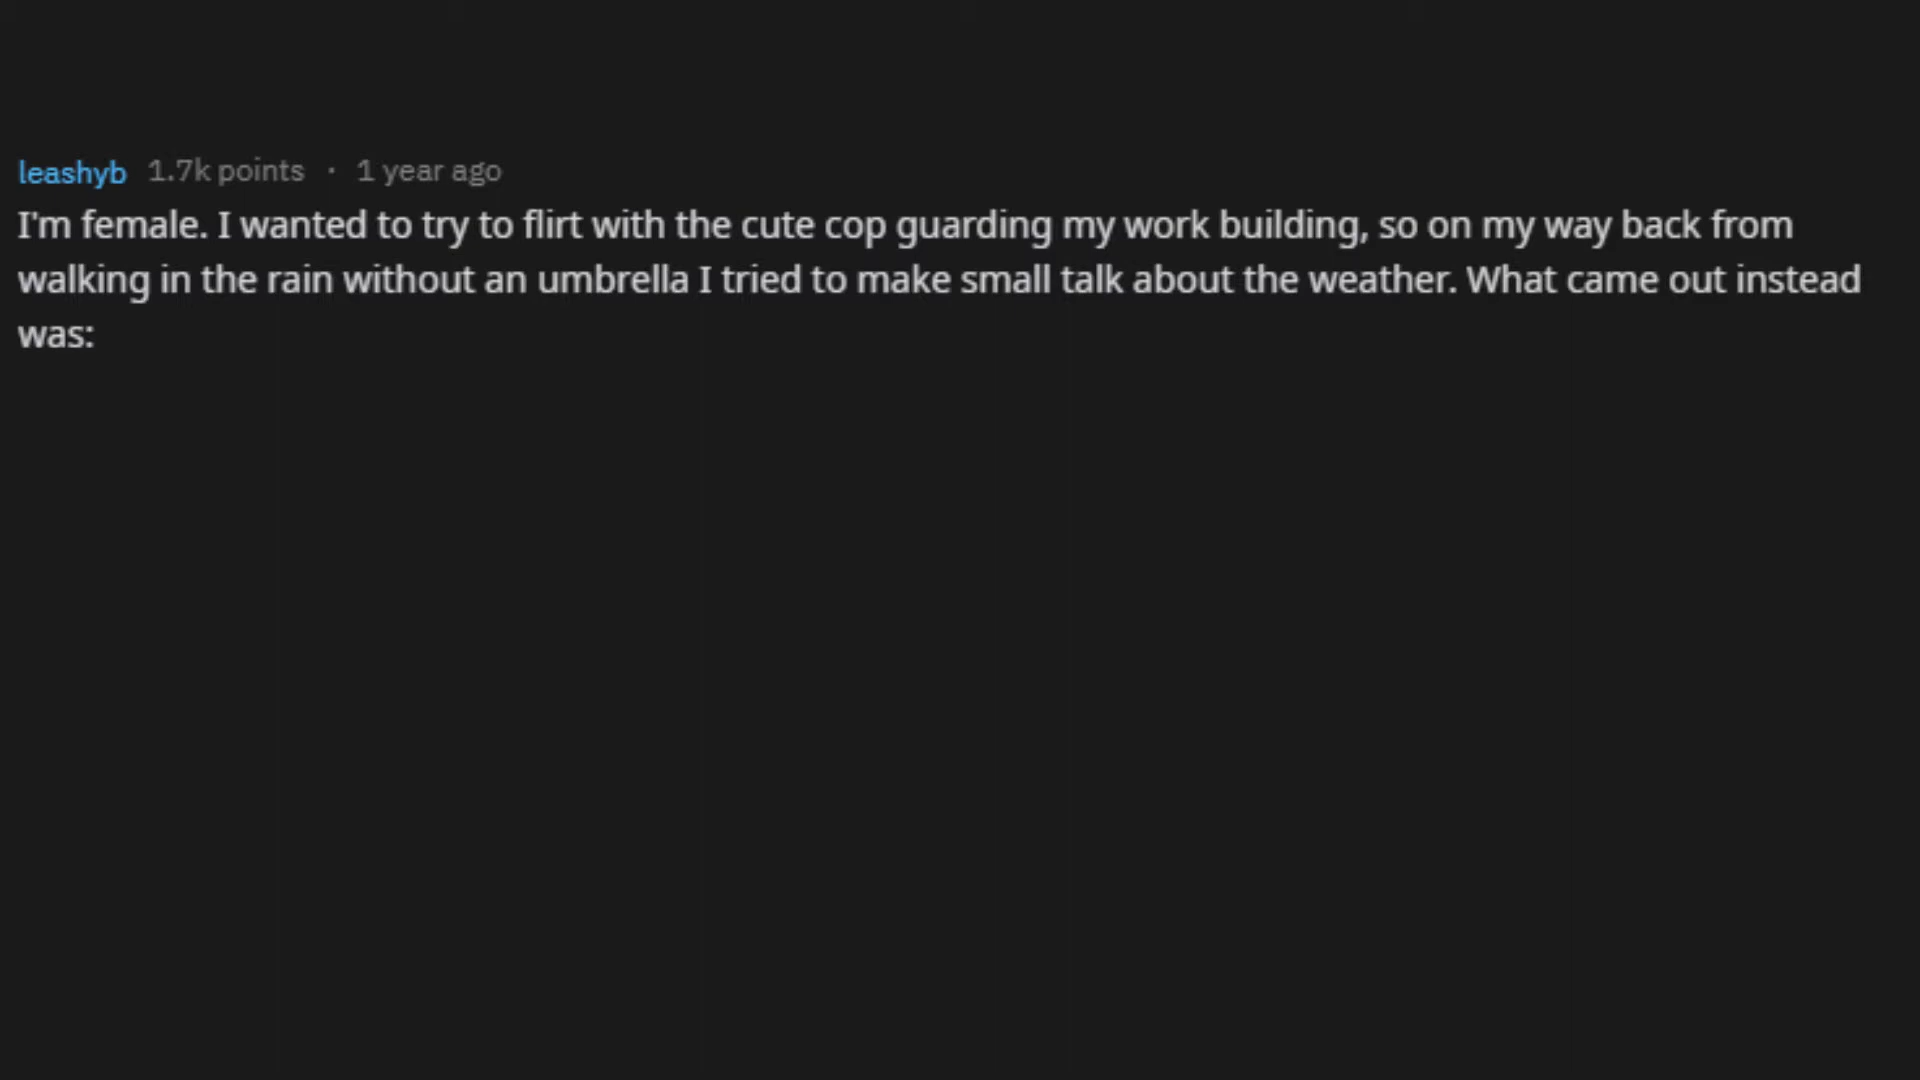 leashyb 1.7k points · 1 year ago
I'm female. I wanted to try to flirt with the cute cop guarding my work building, so on my way back from
walking in the rain without an umbrella I tried to make small talk about the weather. What came out instead
was: